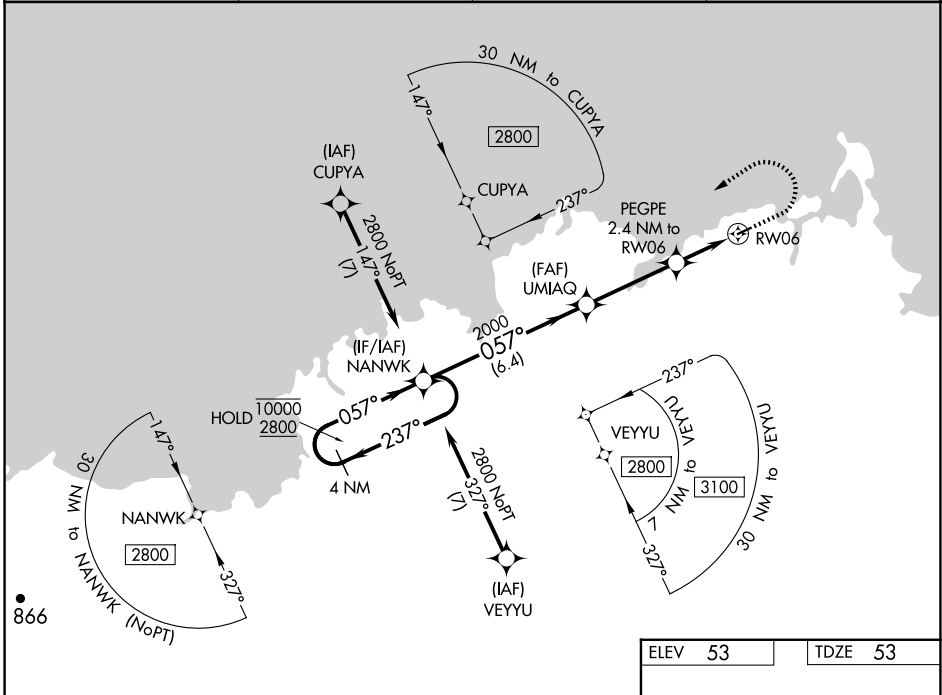 30 NM to CUPYA
147°
2800
CUPYA
237°
(IAF)
CUPYA
2800 NoPT
147°
(7)
PEGPE
2.4 NM to
RW06
RW06
(FAF)
UMIAQ
2000
057°
(6.4)
(IF/IAF)
NANWK
HOLD
10000
2800
057°
237°
4 NM
2800 NoPT
327°
(7)
(IAF)
VEYYU
237°
VEYYU
2800
7 NM to VEYYU
3100
30 NM to VEYYU
327°
147°
NANWK
2800
327°
30 NM to NANWK (NoPT)
866
ELEV 53
TDZE 53